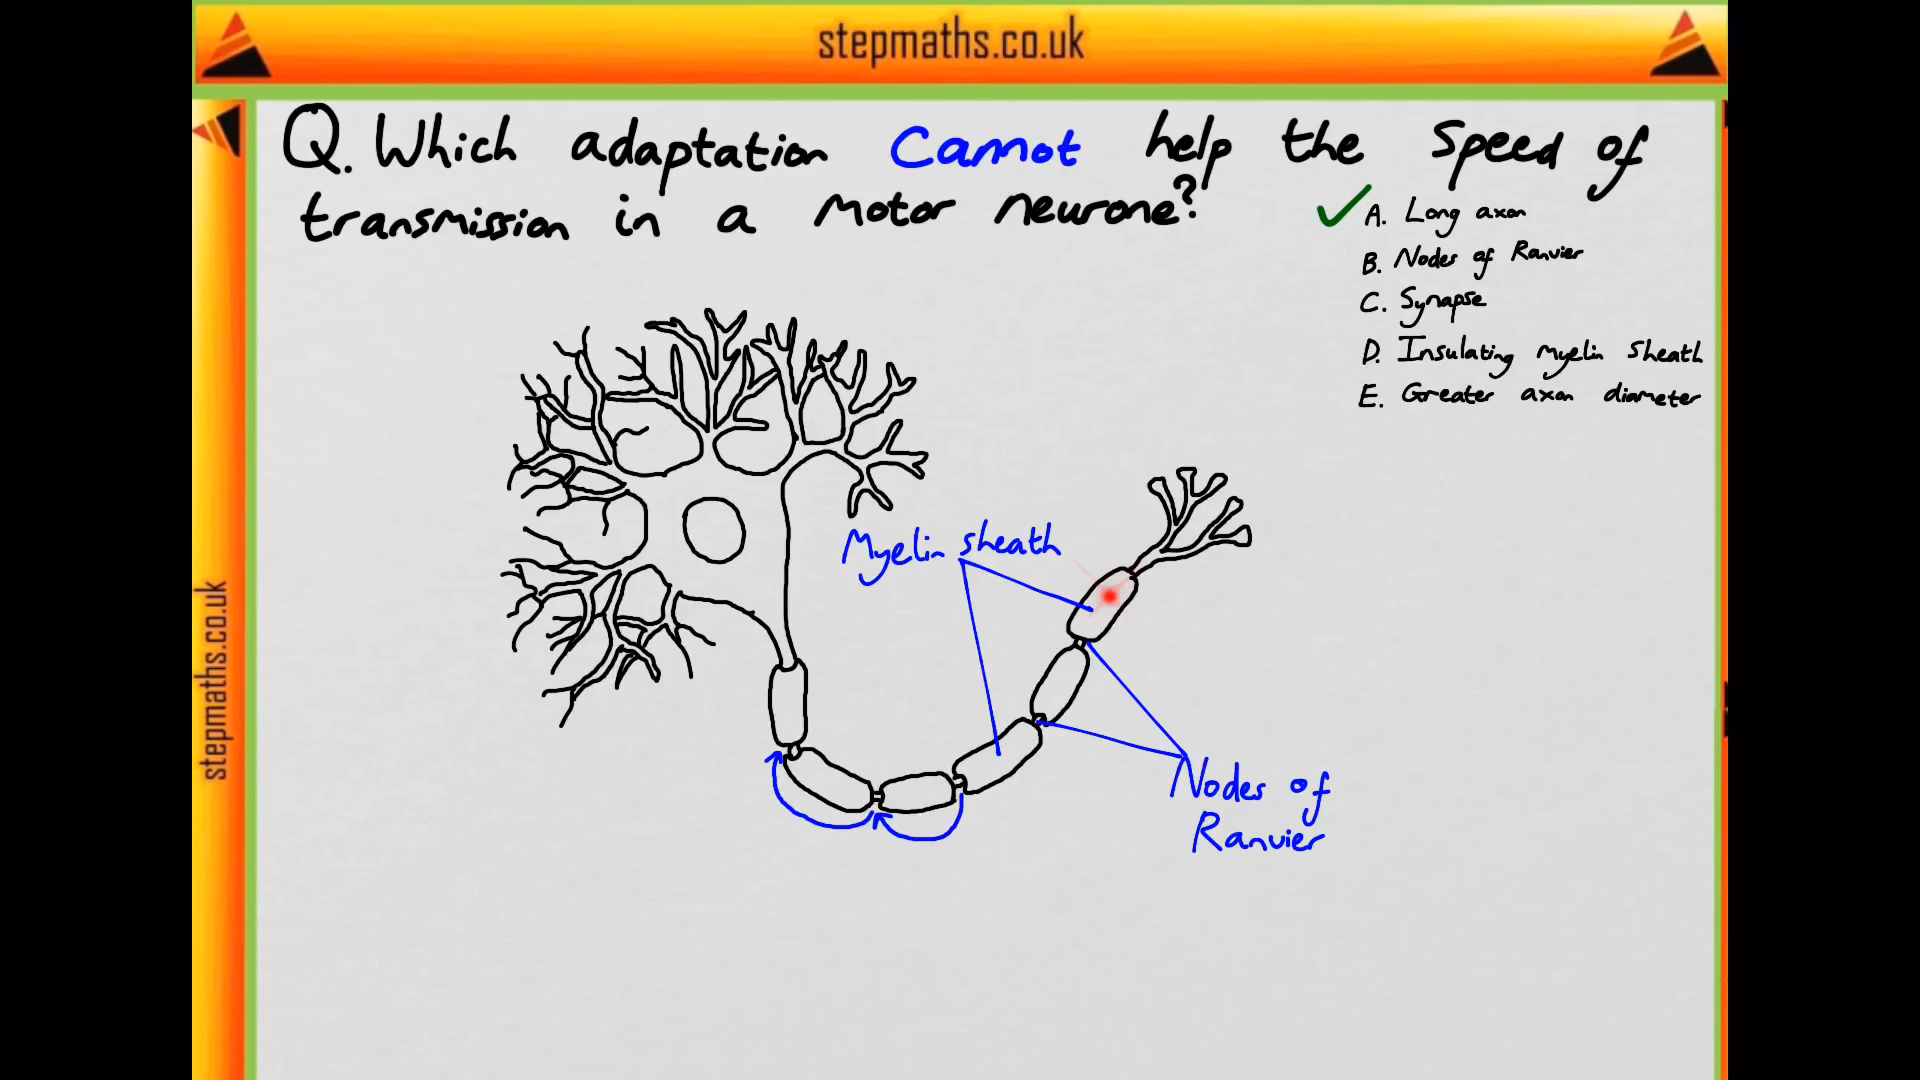 stepmaths.co.uk
Q. Which adaptation Cannot help the speed of
transmission in a motor neurone?
✓ A. Long axon
B. Nodes of Ranvier
C. Synapse
D. Insulating myelin sheath
E. Greater axon diameter
Myelin sheath
Nodes of
Ranvier
stepmaths.co.uk